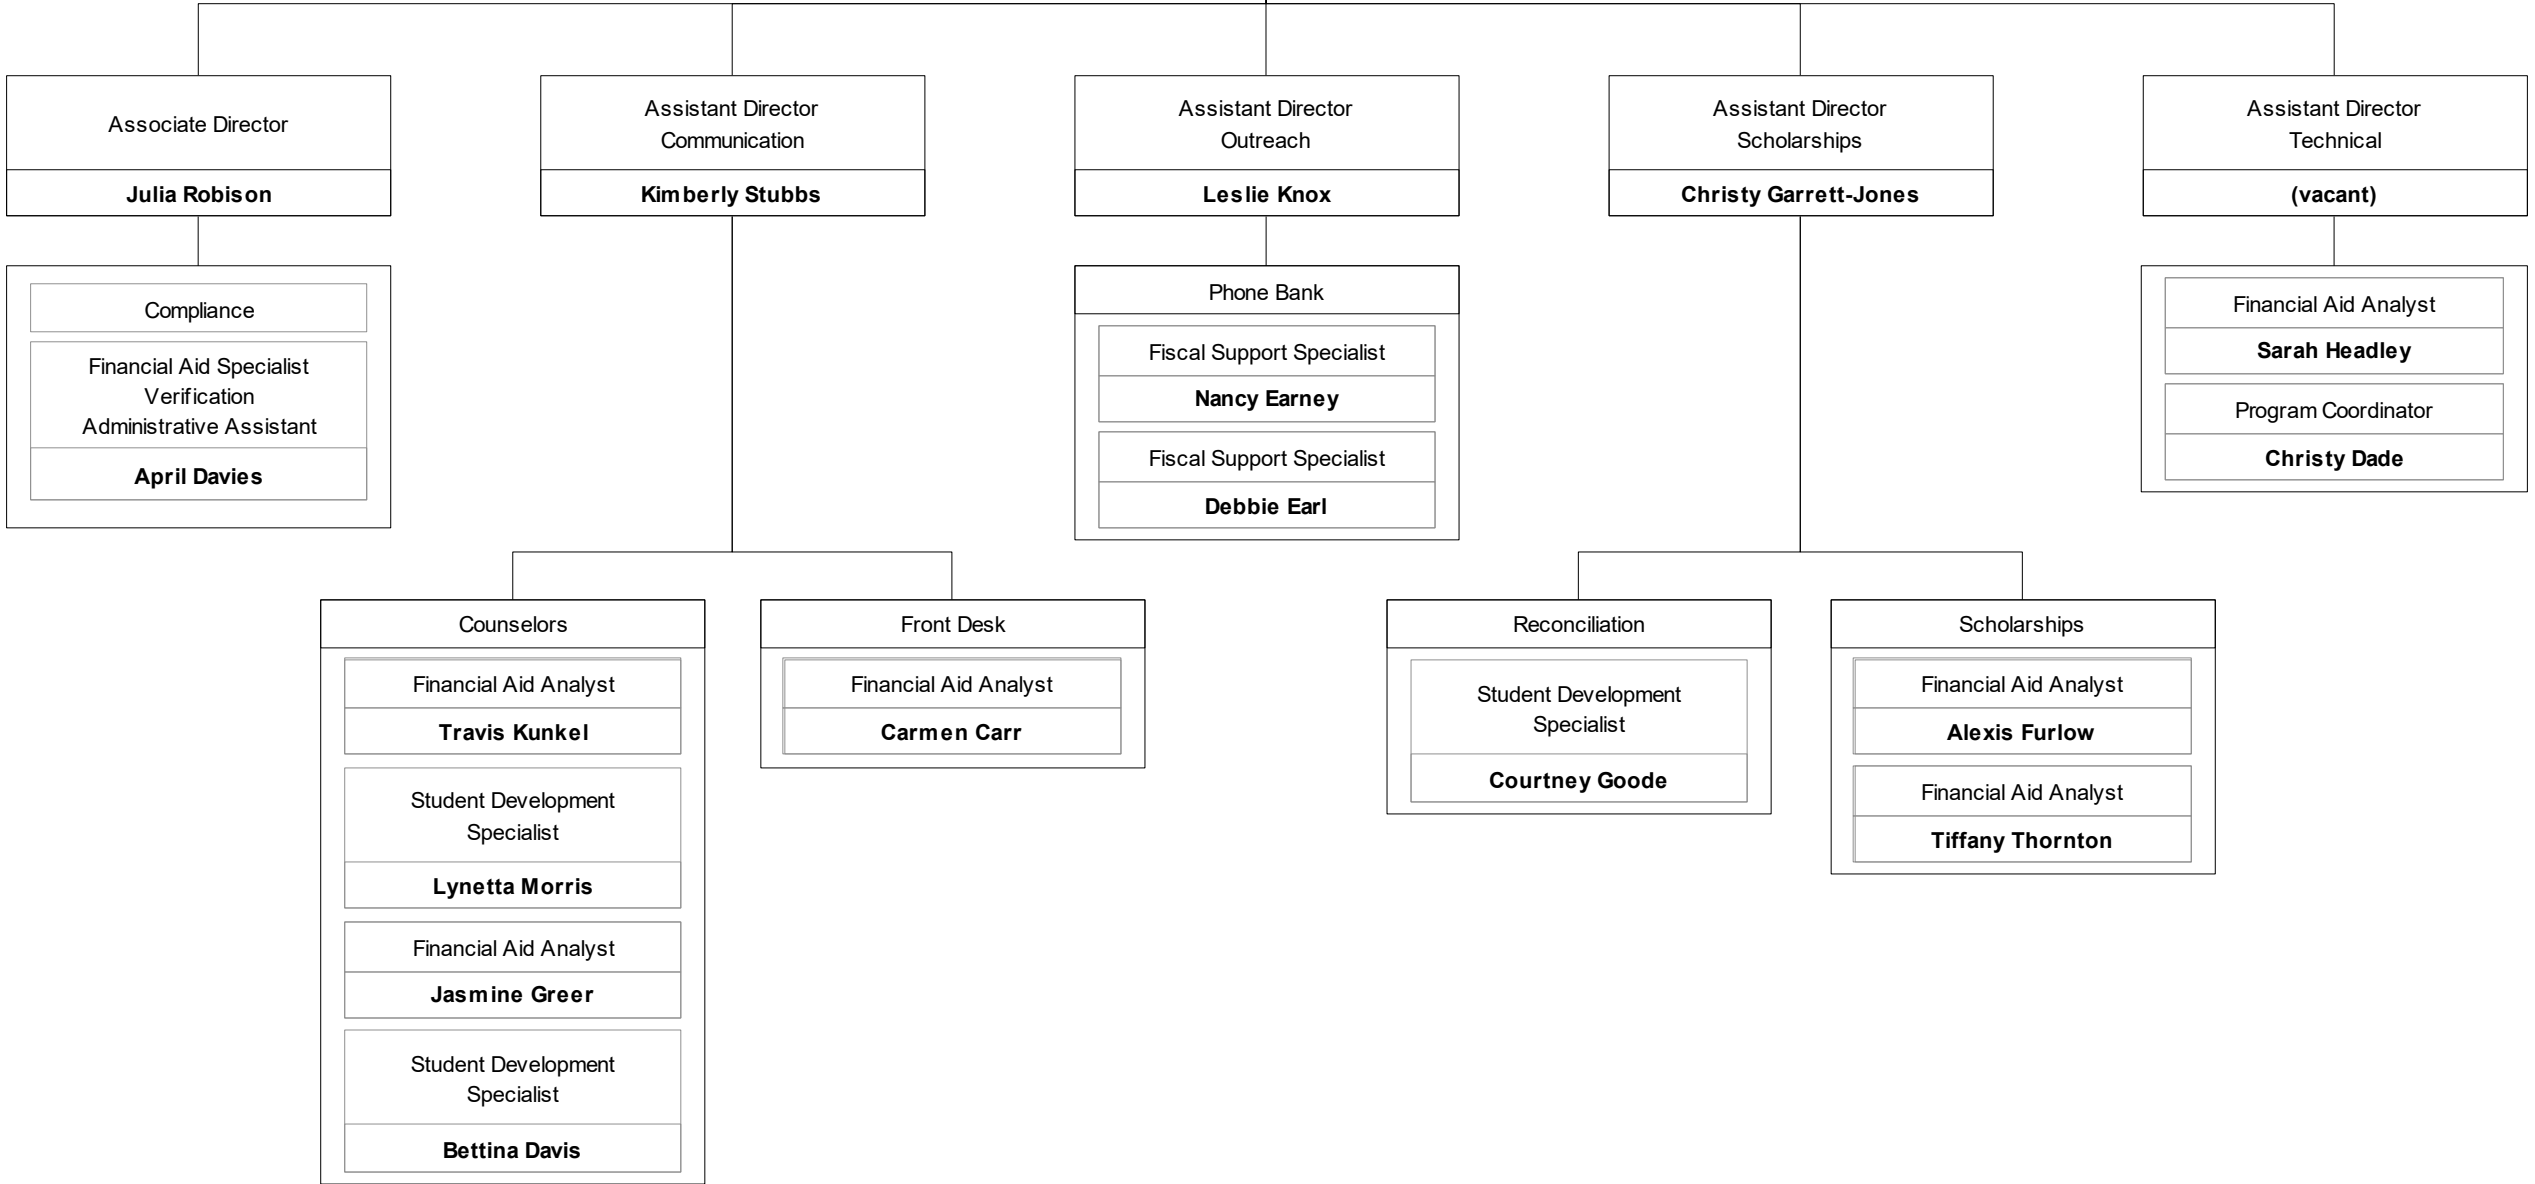 Associate Director
Julia Robison
Assistant Director
Communication
Kimberly Stubbs
Assistant Director
Outreach
Leslie Knox
Assistant Director
Scholarships
Christy Garrett-Jones
Assistant Director
Technical
(vacant)
Compliance
Financial Aid Specialist
Verification
Administrative Assistant
April Davies
Phone Bank
Fiscal Support Specialist
Nancy Earney
Fiscal Support Specialist
Debbie Earl
Financial Aid Analyst
Sarah Headley
Program Coordinator
Christy Dade
Counselors
Financial Aid Analyst
Travis Kunkel
Student Development
Specialist
Lynetta Morris
Financial Aid Analyst
Jasmine Greer
Student Development
Specialist
Bettina Davis
Front Desk
Financial Aid Analyst
Carmen Carr
Reconciliation
Student Development
Specialist
Courtney Goode
Scholarships
Financial Aid Analyst
Alexis Furlow
Financial Aid Analyst
Tiffany Thornton